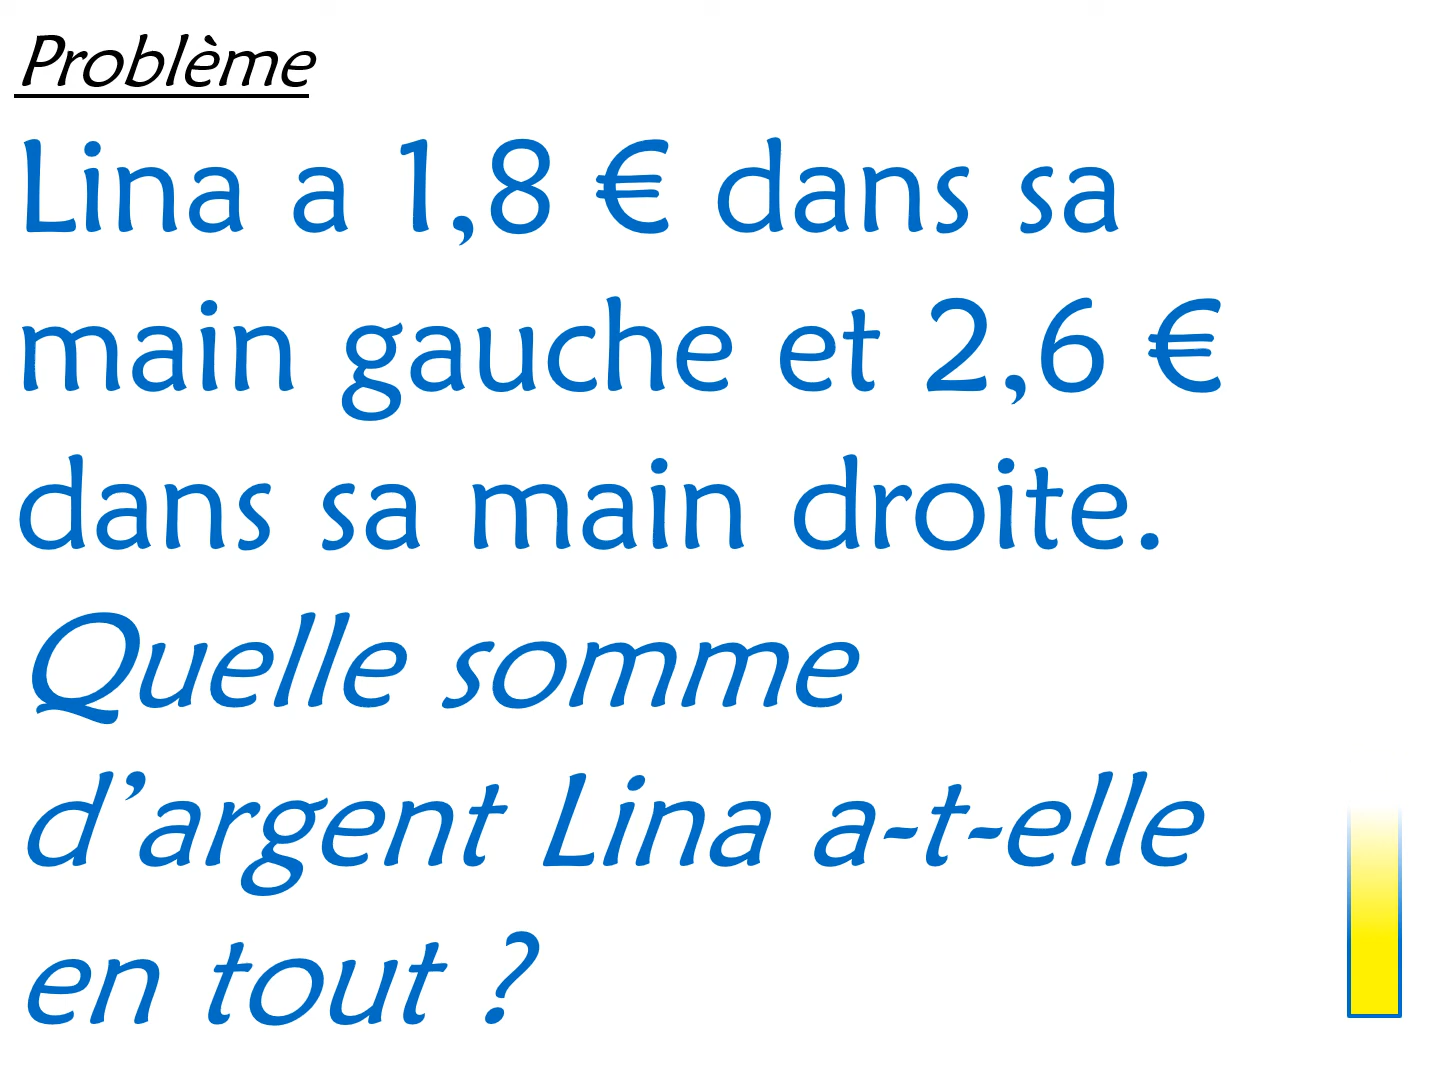 Problème
Lina a 1,8 € dans sa
main gauche et 2,6 €
dans sa main droite.
Quelle somme
d’argent Lina a-t-elle
en tout ?